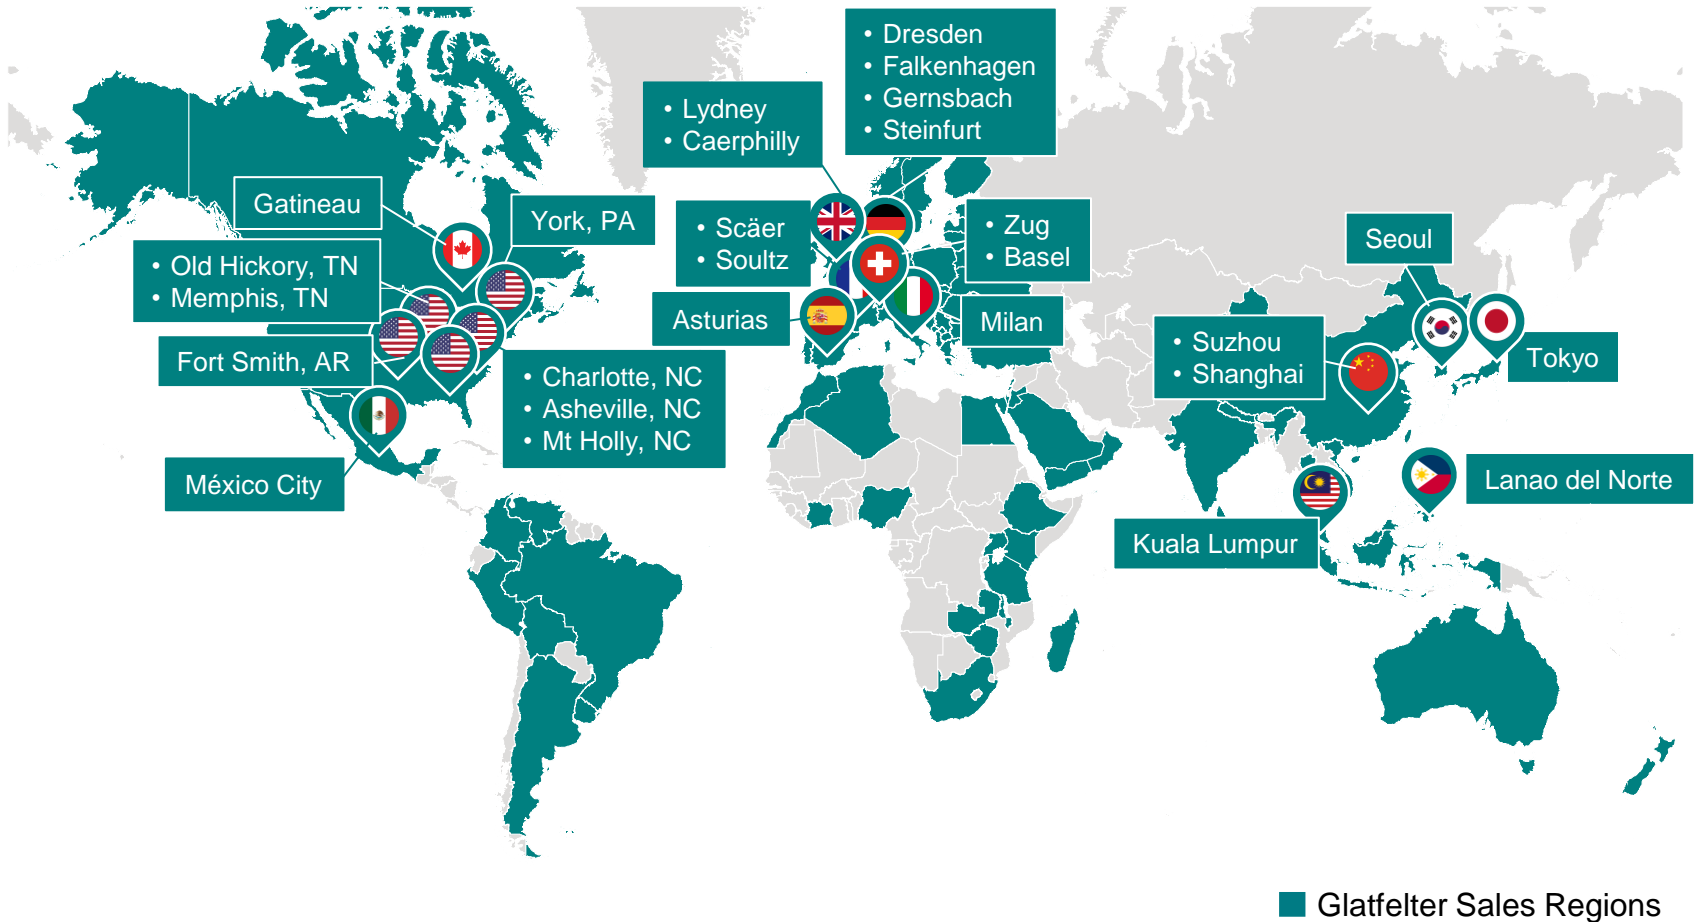 • Dresden
• Falkenhagen
• Gernsbach
• Steinfurt
• Lydney
• Caerphilly
Gatineau
York, PA
• Scäer
• Soultz
• Zug
• Basel
Seoul
• Old Hickory, TN
• Memphis, TN
Asturias
Milan
Fort Smith, AR
• Suzhou
• Shanghai
Tokyo
• Charlotte, NC
• Asheville, NC
• Mt Holly, NC
México City
Lanao del Norte
Kuala Lumpur
Glatfelter Sales Regions